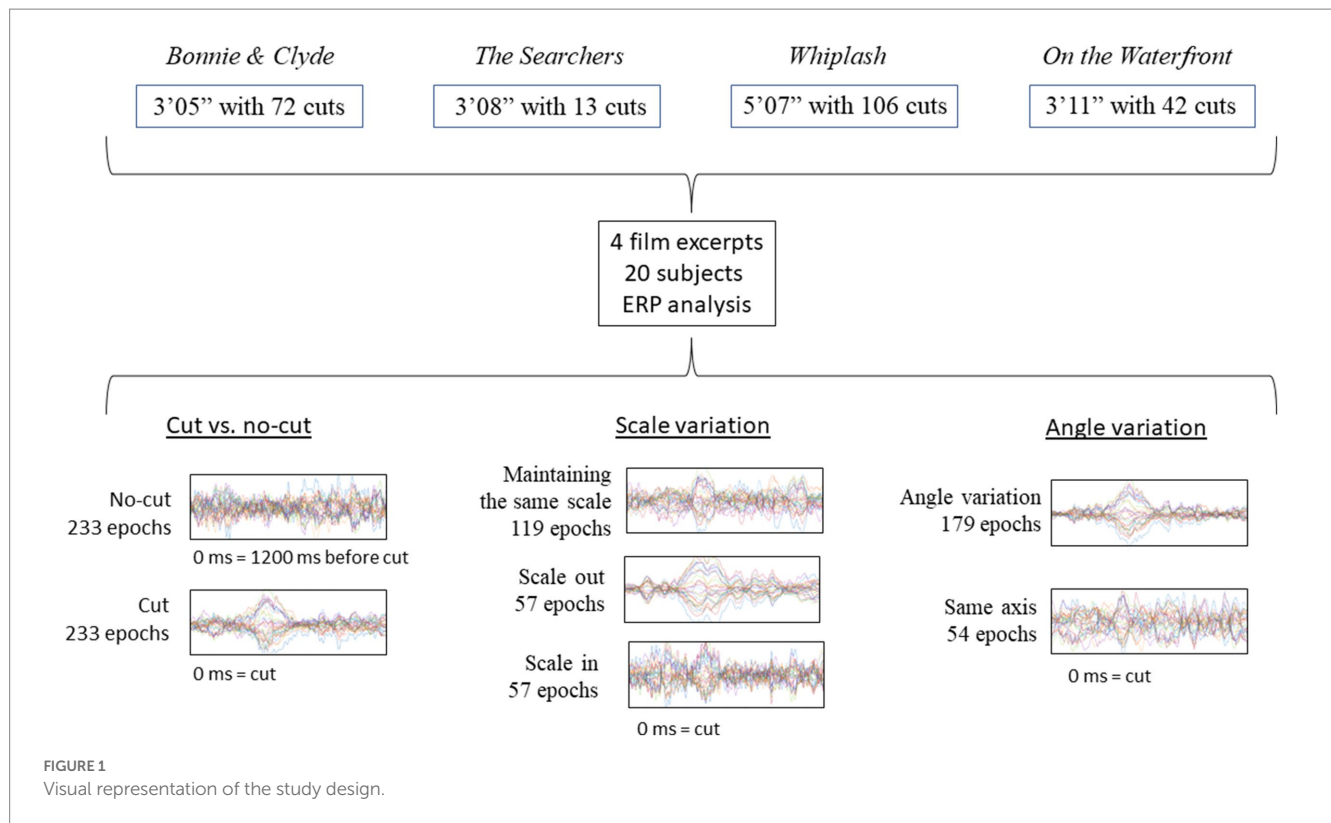 Bonnie & Clyde
3’05” with 72 cuts
The Searchers
3’08” with 13 cuts
Whiplash
5’07” with 106 cuts
On the Waterfront
3’11” with 42 cuts
4 film excerpts
20 subjects
ERP analysis
Cut vs. no-cut
No-cut
233 epochs
0 ms = 1200 ms before cut
Cut
233 epochs
0 ms = cut
Scale variation
Maintaining
the same scale
119 epochs
Scale out
57 epochs
Scale in
57 epochs
0 ms = cut
Angle variation
Angle variation
179 epochs
Same axis
54 epochs
0 ms = cut
FIGURE 1
Visual representation of the study design.